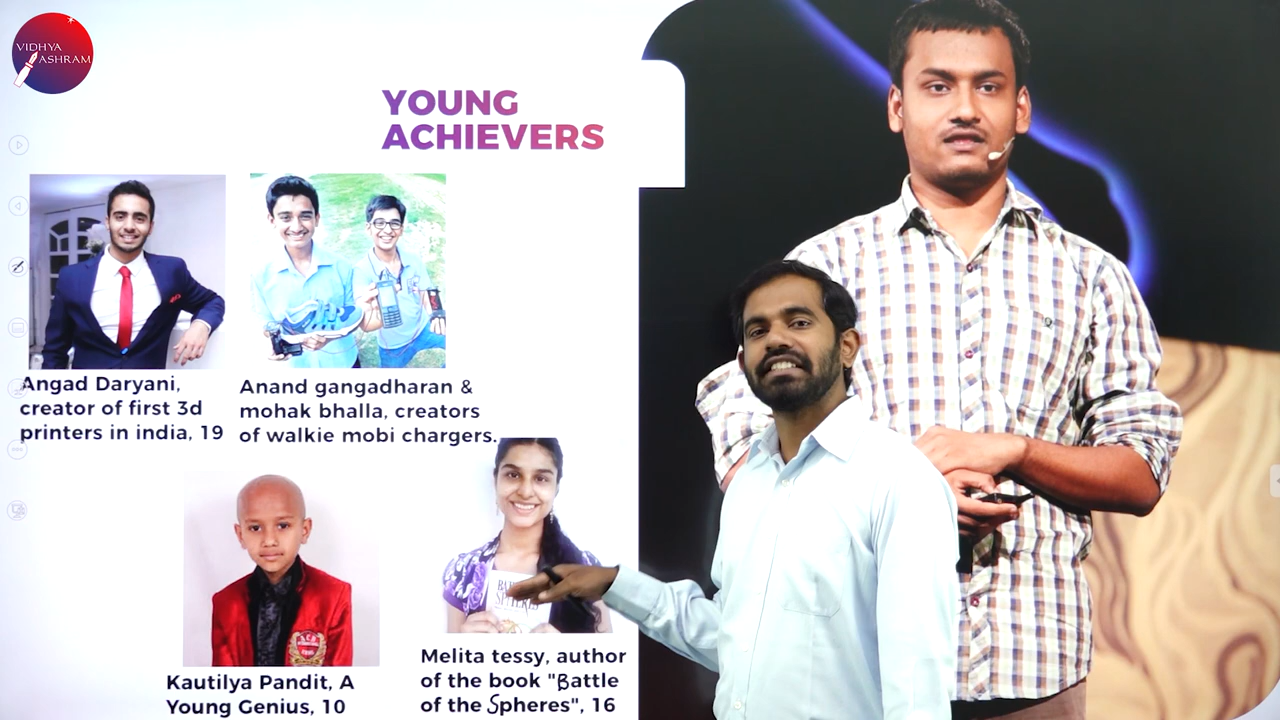 VIDHYA
ASHRAM
YOUNG
ACHIEVERS
Angad Daryani,
creator of first 3d
printers in india, 19
Anand gangadharan &
mohak bhalla, creators
of walkie mobi chargers.
Kautilya Pandit, A
Young Genius, 10
Melita tessy, author
of the book "Battle
of the Spheres", 16